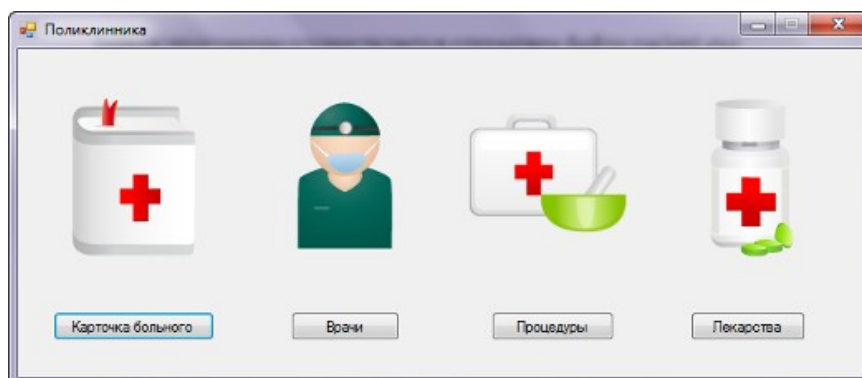 Поликлинника
Карточка больного
Врачи
Процедуры
Лекарства